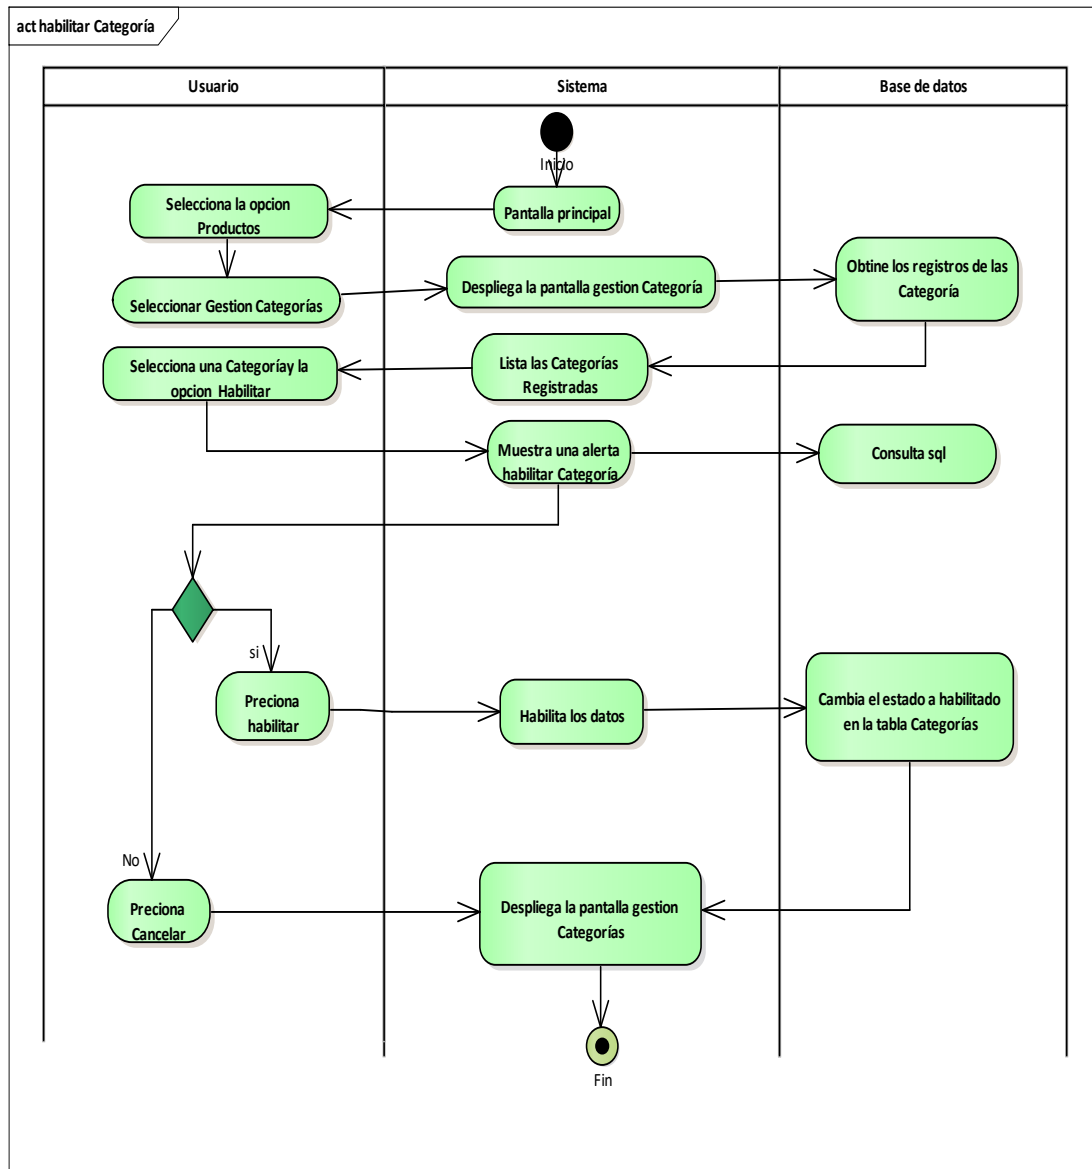 act habilitar Categoría
Usuario
Sistema
Base de datos
Inicio
Pantalla principal
Selecciona la opcion
Productos
Seleccionar Gestion Categorías
Despliega la pantalla gestion Categoría
Obtine los registros de las
Categoría
Lista las Categorías
Registradas
Selecciona una Categoríay la
opcion Habilitar
Muestra una alerta
habilitar Categoría
Consulta sql
si
Preciona
habilitar
Habilita los datos
Cambia el estado a habilitado
en la tabla Categorías
No
Preciona
Cancelar
Despliega la pantalla gestion
Categorías
Fin